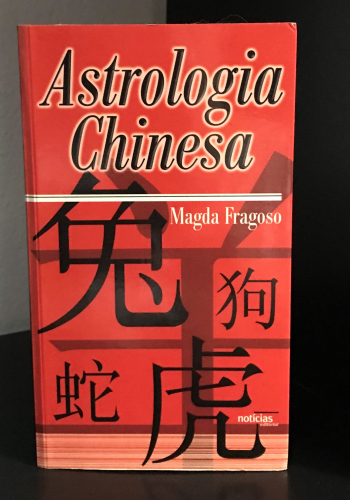 Astrologia
Chinesa
Magda Fragoso
兔
狗
蛇
虎
notícias
editorial